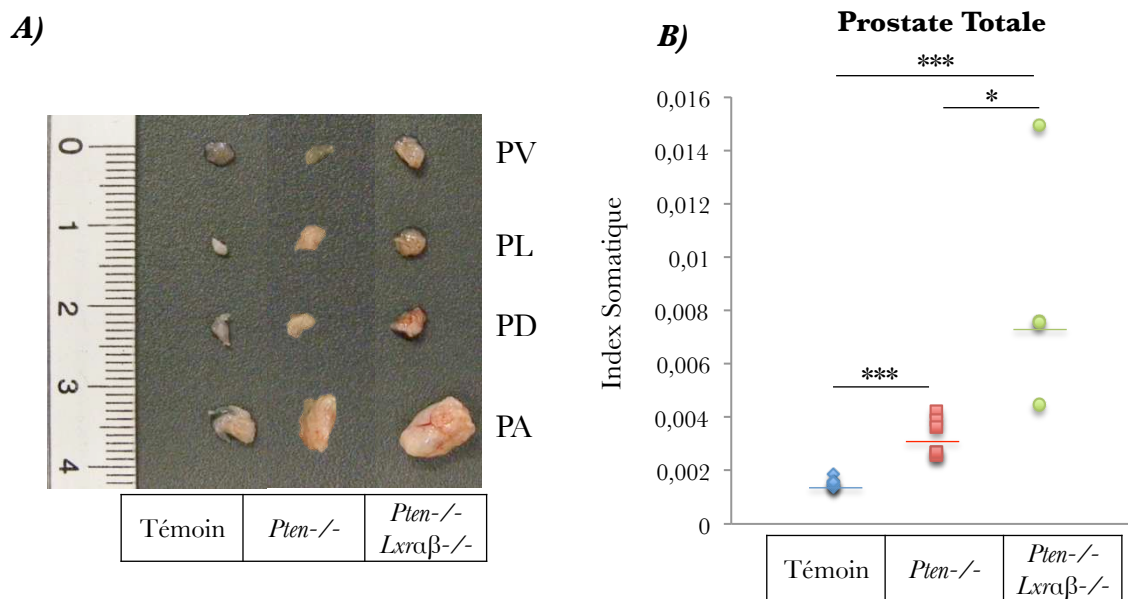 A)
0
1
2
3
4
PV
PL
PD
PA
Témoin
Pten-/-
Pten-/-
Lxrαβ-/-
B)
Prostate Totale
***
*
***
Index Somatique
0,016
0,014
0,012
0,01
0,008
0,006
0,004
0,002
0
Témoin
Pten-/-
Pten-/-
Lxrαβ-/-